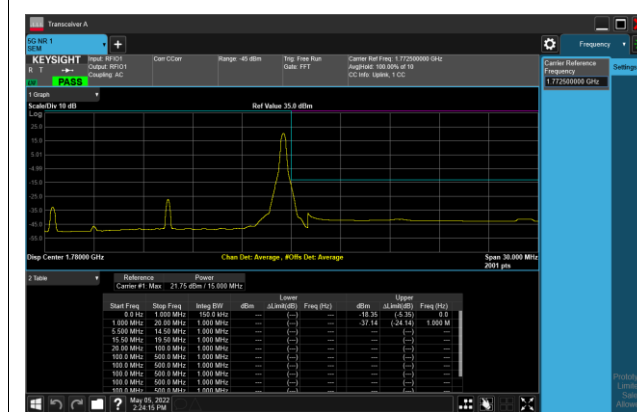 Transceiver A
5G NR 1
SEM
Frequency
KEYSIGHT
R T
PASS
Input: RFIO1
Output: RFIO1
Coupling: AC
Corr CCorr
Range: -45 dBm
Trig: Free Run
Gate: FFT
Carrier Ref Freq: 1.772500000 GHz
AvgHold: 100.00% of 10
CC Info: Uplink, 1 CC
Carrier Reference
Frequency
1.772500000 GHz
Settings
1 Graph
Scale/Div 10 dB
Ref Value 35.0 dBm
Log
25.0
15.0
5.01
-4.99
-15.0
-25.0
-35.0
-45.0
-55.0
Disp Center 1.78000 GHz
Chan Det: Average , #Offs Det: Average
Span 30.000 MHz
2001 pts
2 Table
Reference Power
Carrier #1 Max 21.75 dBm / 15.000 MHz
Lower Upper
Start Freq Stop Freq Integ BW dBm ΔLimit(dB) Freq (Hz) dBm ΔLimit(dB) Freq (Hz)
0.0 Hz 1.000 MHz 150.0 kHz --- (---) --- -18.35 (-5.35) 0.0
1.000 MHz 20.00 MHz 1.000 MHz --- (---) --- -37.14 (-24.14) 1.000 M
5.500 MHz 14.50 MHz 1.000 MHz --- (---) --- --- (---) ---
15.50 MHz 19.50 MHz 1.000 MHz --- (---) --- --- (---) ---
20.00 MHz 100.0 MHz 1.000 MHz --- (---) --- --- (---) ---
100.0 MHz 500.0 MHz 1.000 MHz --- (---) --- --- (---) ---
100.0 MHz 500.0 MHz 1.000 MHz --- (---) --- --- (---) ---
100.0 MHz 500.0 MHz 1.000 MHz --- (---) --- --- (---) ---
100.0 MHz 500.0 MHz 1.000 MHz --- (---) --- --- (---) ---
May 05, 2022
2:24:15 PM